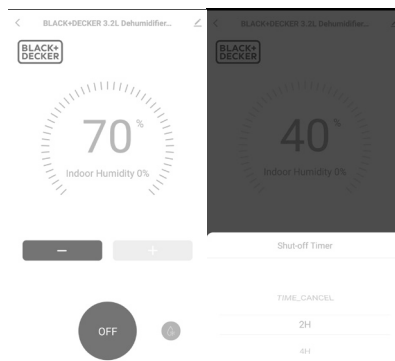 BLACK+DECKER 3.2L Dehumidifier...
BLACK+
DECKER
70%
Indoor Humidity 0%
−
+
OFF
BLACK+DECKER 3.2L Dehumidifier...
BLACK+
DECKER
40%
Indoor Humidity 0%
Shut-off Timer
TIME_CANCEL
2H
4H